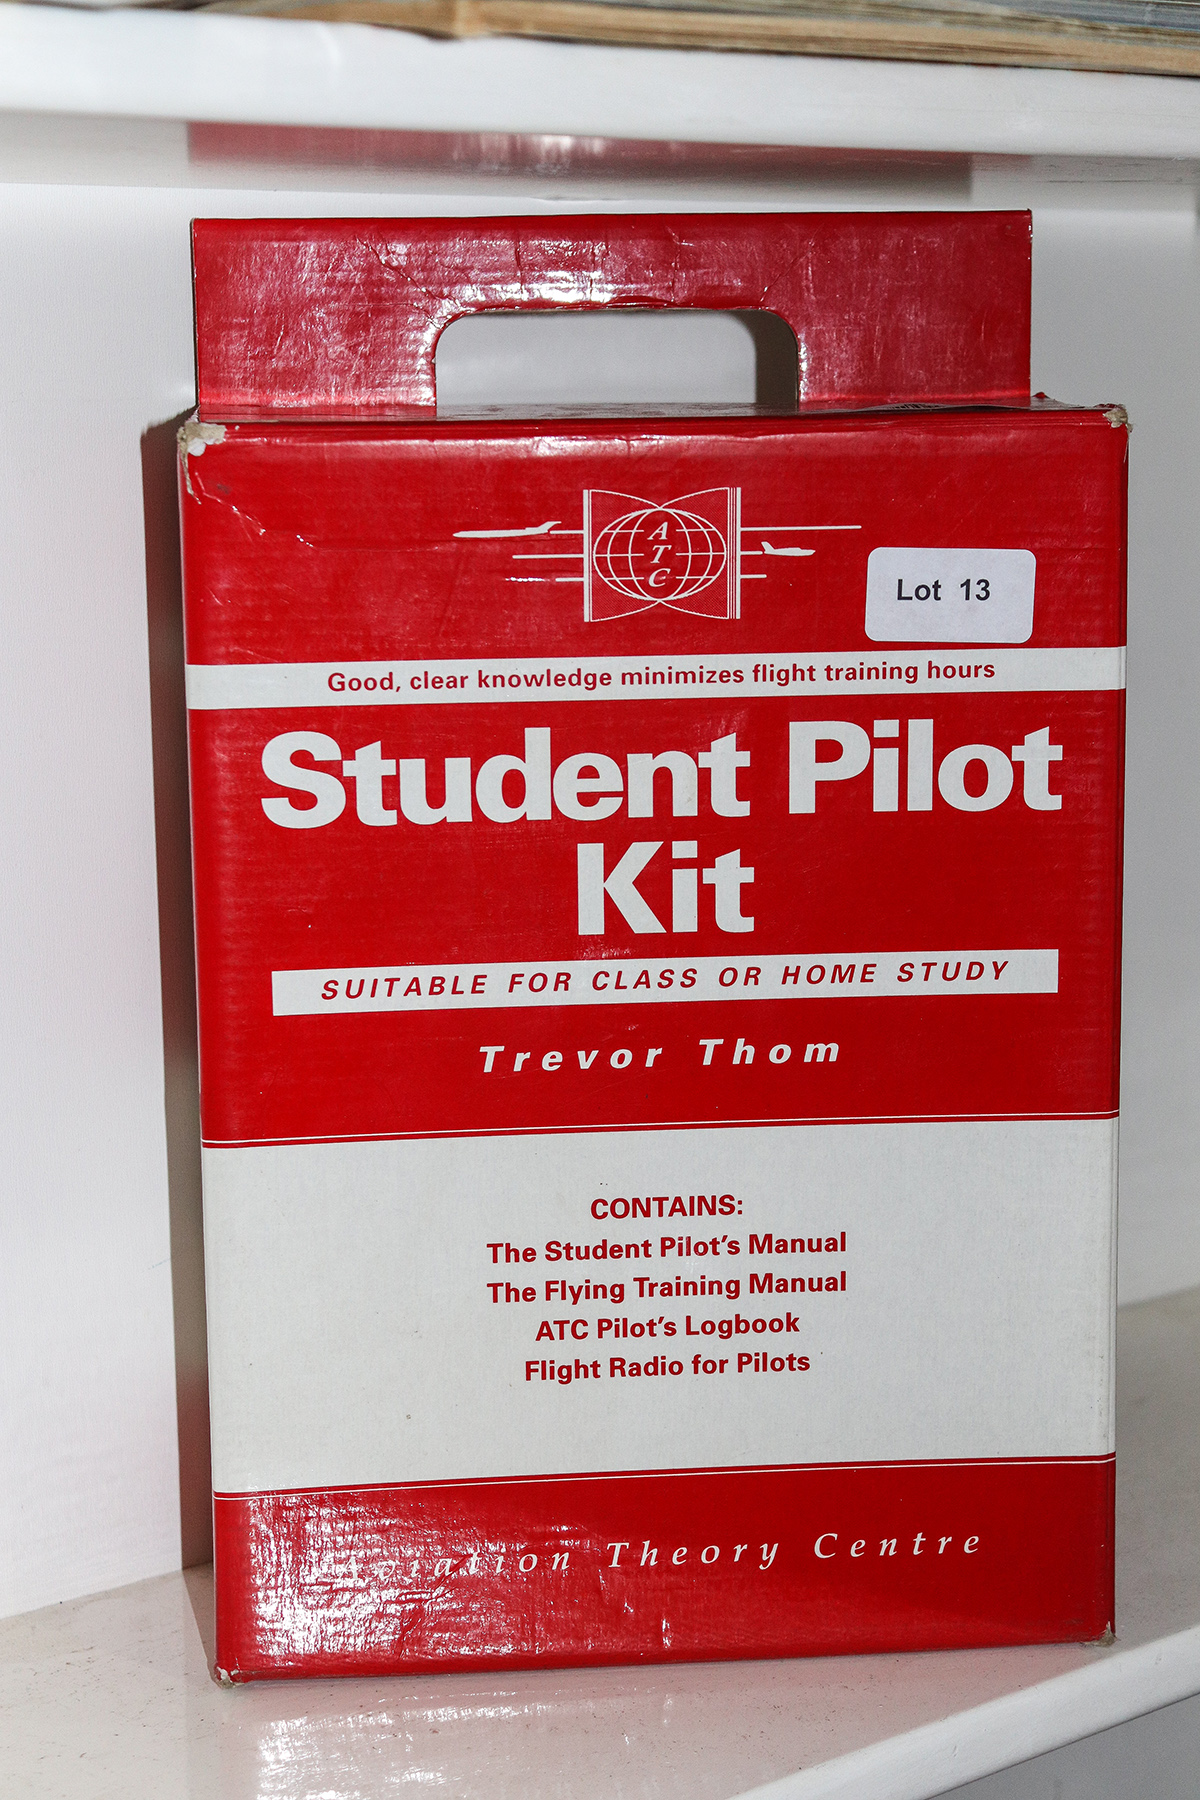 A
T
C
Lot 13
Good, clear knowledge minimizes flight training hours
Student Pilot
Kit
SUITABLE FOR CLASS OR HOME STUDY
Trevor Thom
CONTAINS:
The Student Pilot's Manual
The Flying Training Manual
ATC Pilot's Logbook
Flight Radio for Pilots
Aviation Theory Centre